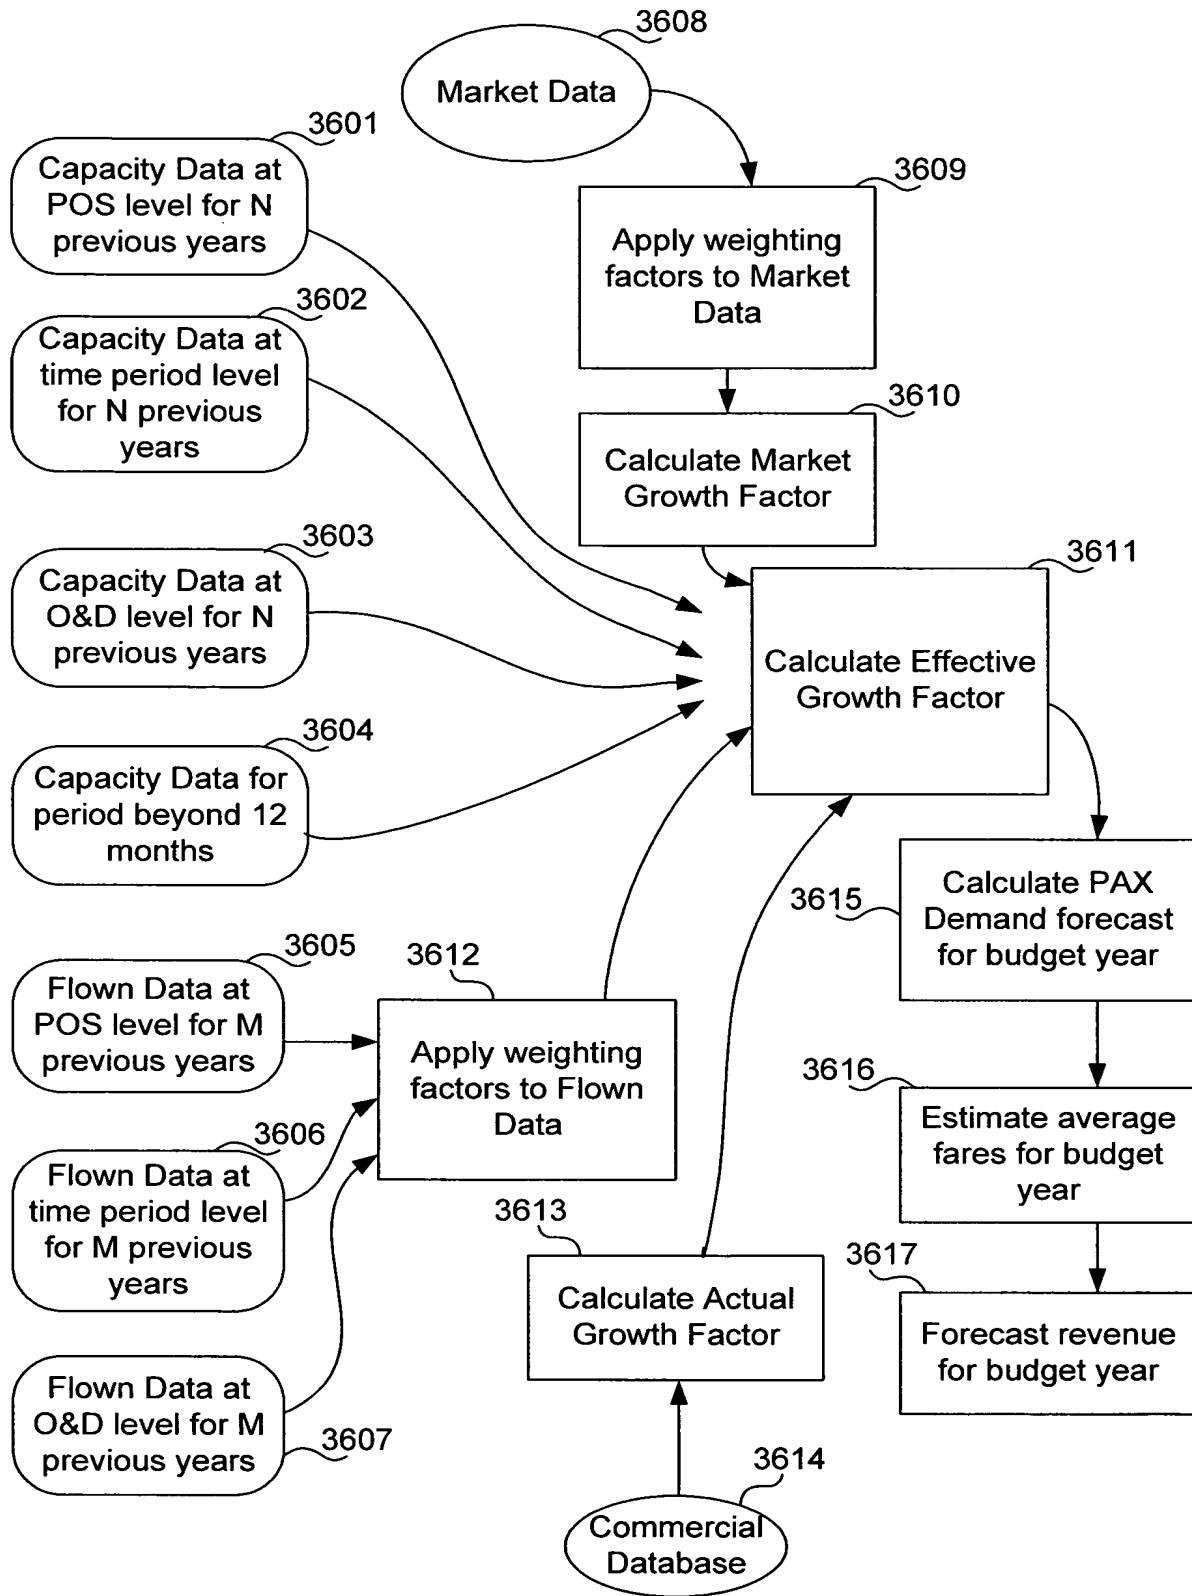 3608
Market Data
3601
Capacity Data at
POS level for N
previous years
3609
Apply weighting
factors to Market
Data
3602
Capacity Data at
time period level
for N previous
years
3610
Calculate Market
Growth Factor
3603
Capacity Data at
O&D level for N
previous years
3611
Calculate Effective
Growth Factor
3604
Capacity Data for
period beyond 12
months
3615
Calculate PAX
Demand forecast
for budget year
3605
Flown Data at
POS level for M
previous years
3612
Apply weighting
factors to Flown
Data
3616
Estimate average
fares for budget
year
3606
Flown Data at
time period level
for M previous
years
3613
Calculate Actual
Growth Factor
3617
Forecast revenue
for budget year
Flown Data at
O&D level for M
previous years
3607
3614
Commercial
Database